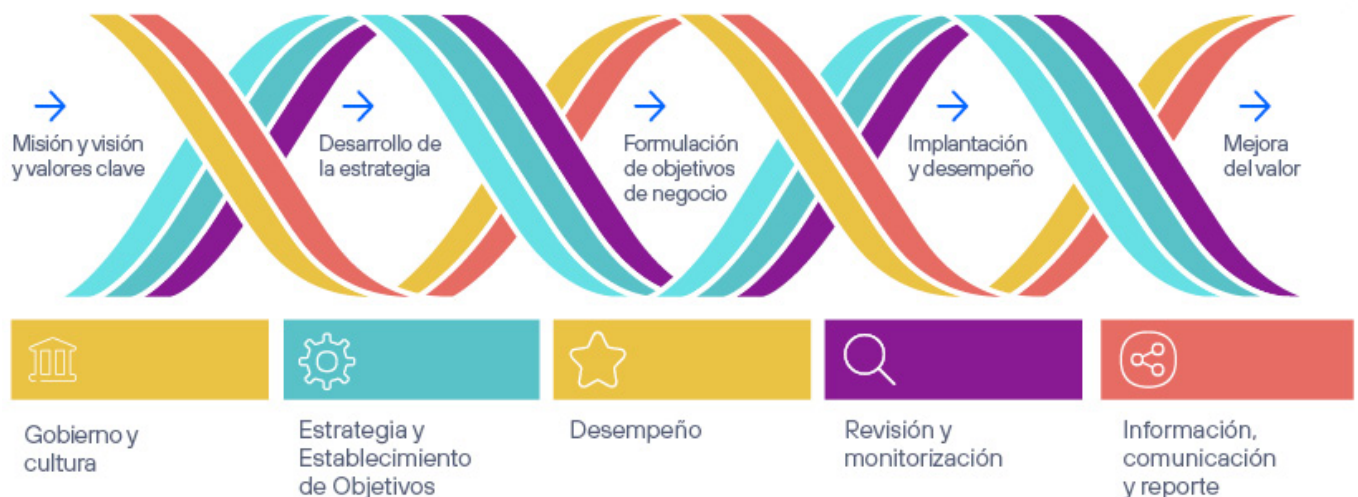 Misión y visión
y valores clave
Desarrollo de
la estrategia
Formulación
de objetivos
de negocio
Implantación
y desempeño
Mejora
del valor
Gobierno y
cultura
Estrategia y
Establecimiento
de Objetivos
Desempeño
Revisión y
monitorización
Información,
comunicación
y reporte